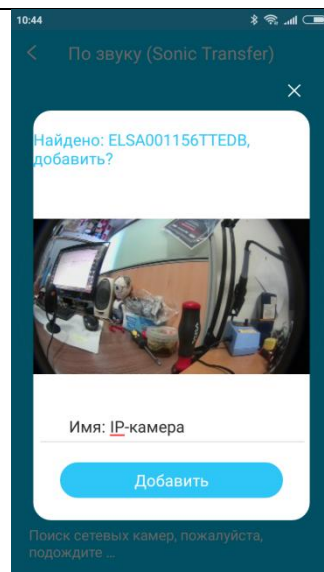 10:44
По звуку (Sonic Transfer)
Найдено: ELSA001156TTEDB,
добавить?
Имя: IP-камера
Добавить
Поиск сетевых камер, пожалуйста,
подождите ...